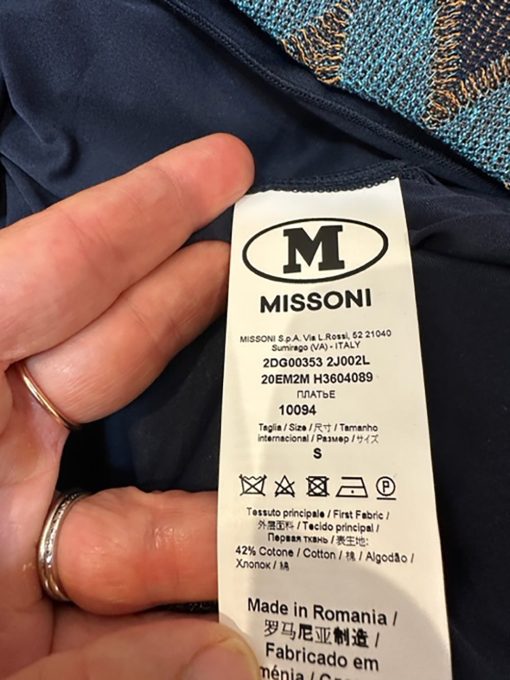 M
MISSONI
MISSONI S.p.A. Via L.Rossi, 52 21040
Sumirago (VA) - ITALY
2DG00353 2J002L
20EM2M H3604089
ПЛАТЬЕ
10094
Taglia / Size / 尺寸 / Tamanho
internacional / Размер / サイズ
S
P
Tessuto principale / First Fabric /
外层面料 / Tecido principal /
Первая ткань / 表生地:
42% Cotone / Cotton / 棉 / Algodão /
Хлопок / 綿
Made in Romania /
罗马尼亚制造 /
Fabricado em